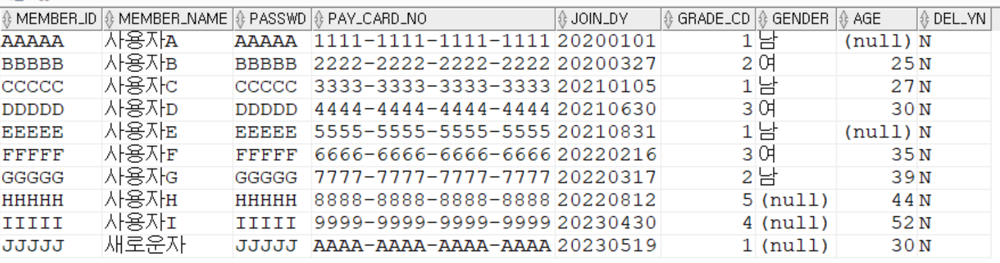 MEMBER_ID MEMBER_NAME PASSWD PAY_CARD_NO JOIN_DY GRADE_CD GENDER AGE DEL_YN
AAAAA 사용자A AAAAA 1111-1111-1111-1111 20200101 1 남 (null) N
BBBBB 사용자B BBBBB 2222-2222-2222-2222 20200327 2 여 25 N
CCCCC 사용자C CCCCC 3333-3333-3333-3333 20210105 1 남 27 N
DDDDD 사용자D DDDDD 4444-4444-4444-4444 20210630 3 여 30 N
EEEEE 사용자E EEEEE 5555-5555-5555-5555 20210831 1 남 (null) N
FFFFF 사용자F FFFFF 6666-6666-6666-6666 20220216 3 여 35 N
GGGGG 사용자G GGGGG 7777-7777-7777-7777 20220317 2 남 39 N
HHHHH 사용자H HHHHH 8888-8888-8888-8888 20220812 5 (null) 44 N
IIIII 사용자I IIIII 9999-9999-9999-9999 20230430 4 (null) 52 N
JJJJJ 새로운자 JJJJJ AAAA-AAAA-AAAA-AAAA 20230519 1 (null) 30 N